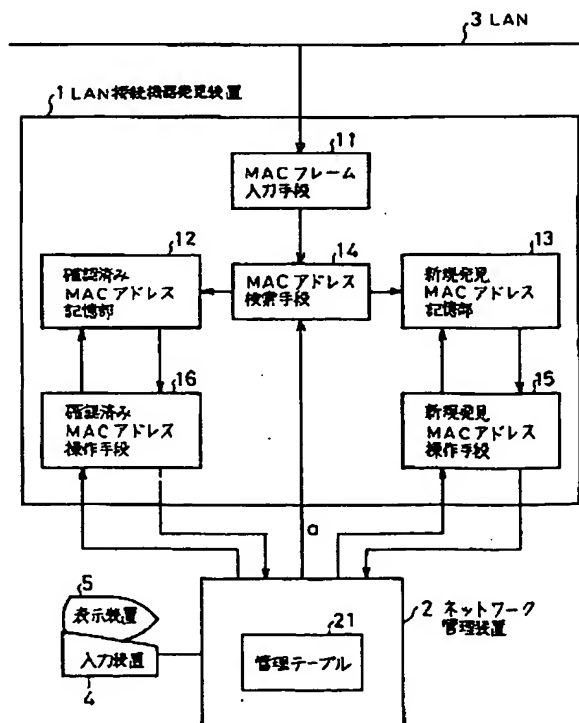 3 LAN
1 LAN接続機器発見装置
11
MACフレーム
入力手段
12
確認済み
MACアドレス
記憶部
14
MACアドレス
検索手段
13
新規発見
MACアドレス
記憶部
16
確認済み
MACアドレス
操作手段
15
新規発見
MACアドレス
操作手段
a
5
表示装置
入力装置
4
21
管理テーブル
2 ネットワーク
管理装置